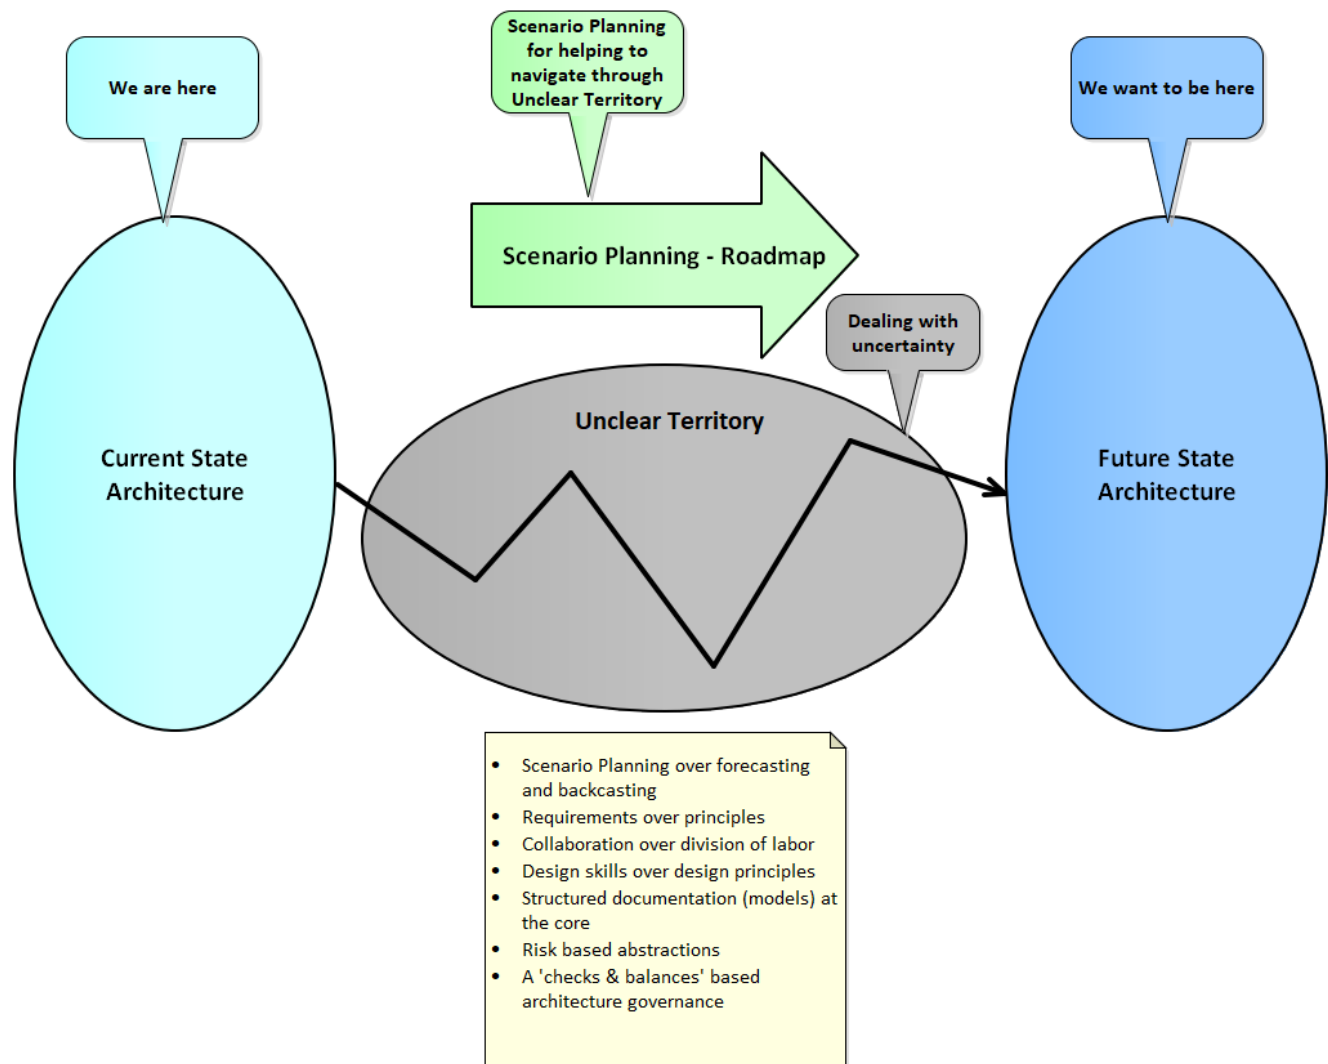 We are here
Scenario Planning
for helping to
navigate through
Unclear Territory
We want to be here
Scenario Planning - Roadmap
Dealing with
uncertainty
Unclear Territory
Current State
Architecture
Future State
Architecture
• Scenario Planning over forecasting
and backcasting
• Requirements over principles
• Collaboration over division of labor
• Design skills over design principles
• Structured documentation (models) at
the core
• Risk based abstractions
• A 'checks & balances' based
architecture governance